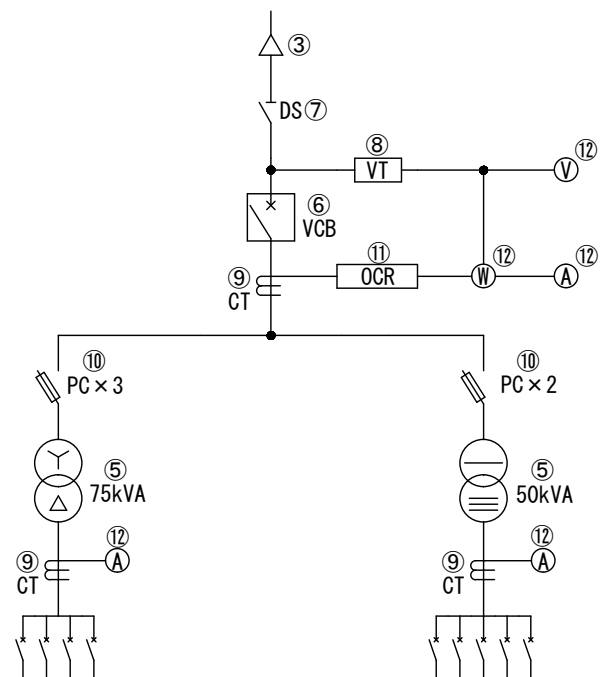 ③
DS⑦
⑧
VT
⑫
V
⑥
VCB
⑪
OCR
⑫
W
⑫
A
⑨
CT
⑩
PC×3
⑩
PC×2
⑤
75kVA
⑤
50kVA
⑫
A
⑨
CT
⑫
A
⑨
CT